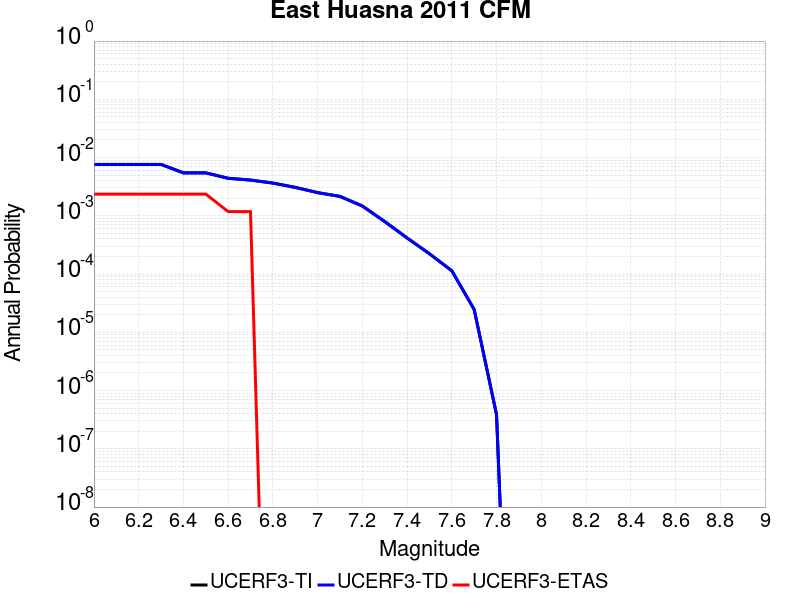 East Huasna 2011 CFM
10^0
10^-1
10^-2
10^-3
10^-4
10^-5
10^-6
10^-7
10^-8
Annual Probability
6 6.2 6.4 6.6 6.8 7 7.2 7.4 7.6 7.8 8 8.2 8.4 8.6 8.8 9
Magnitude
UCERF3-TI UCERF3-TD UCERF3-ETAS